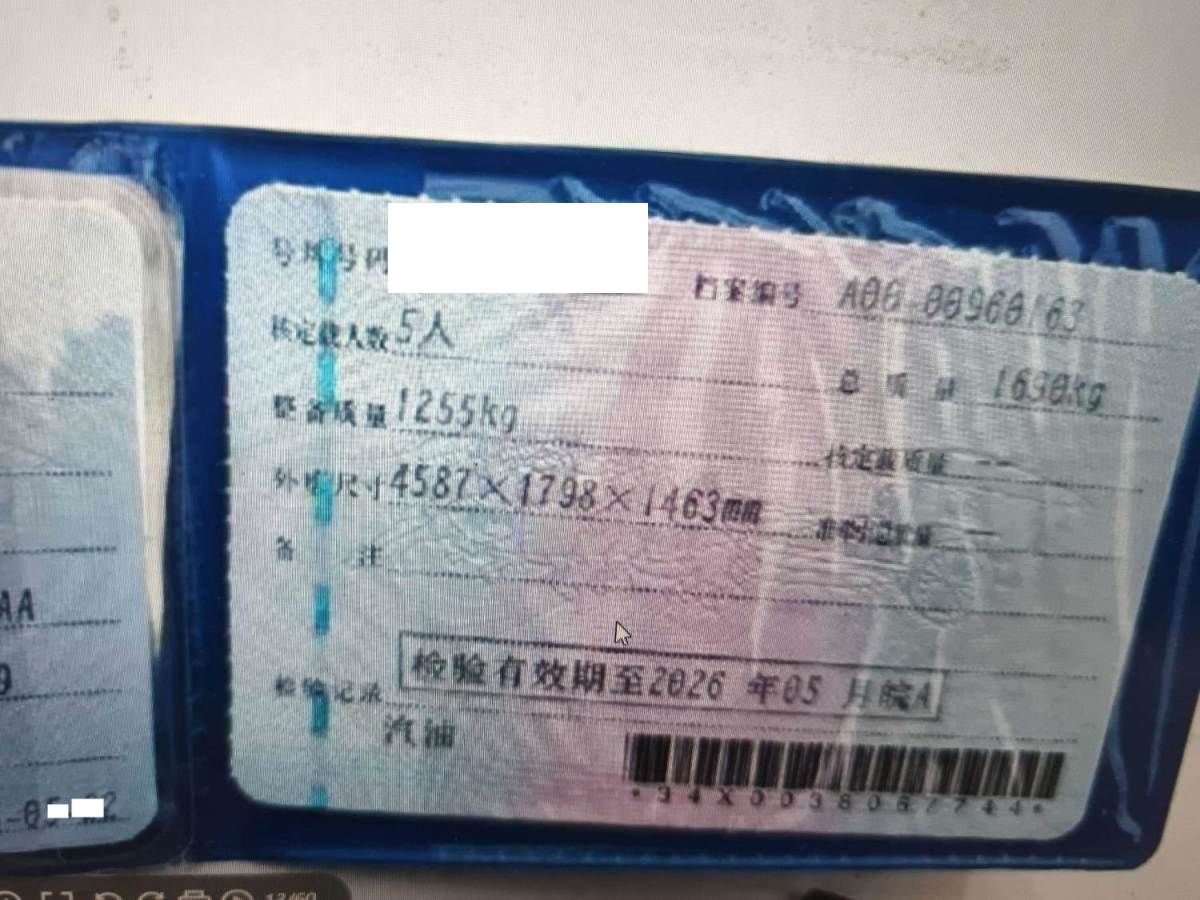 号牌号码
档案编号 A00 00960163
核定载人数 5人
总质量 1630kg
整备质量 1255kg
核定载质量 --
外廓尺寸 4587×1798×1463mm
准牵引总质量 --
备注
检验记录 检验有效期至2026 年05 月皖A
汽油
AA
9